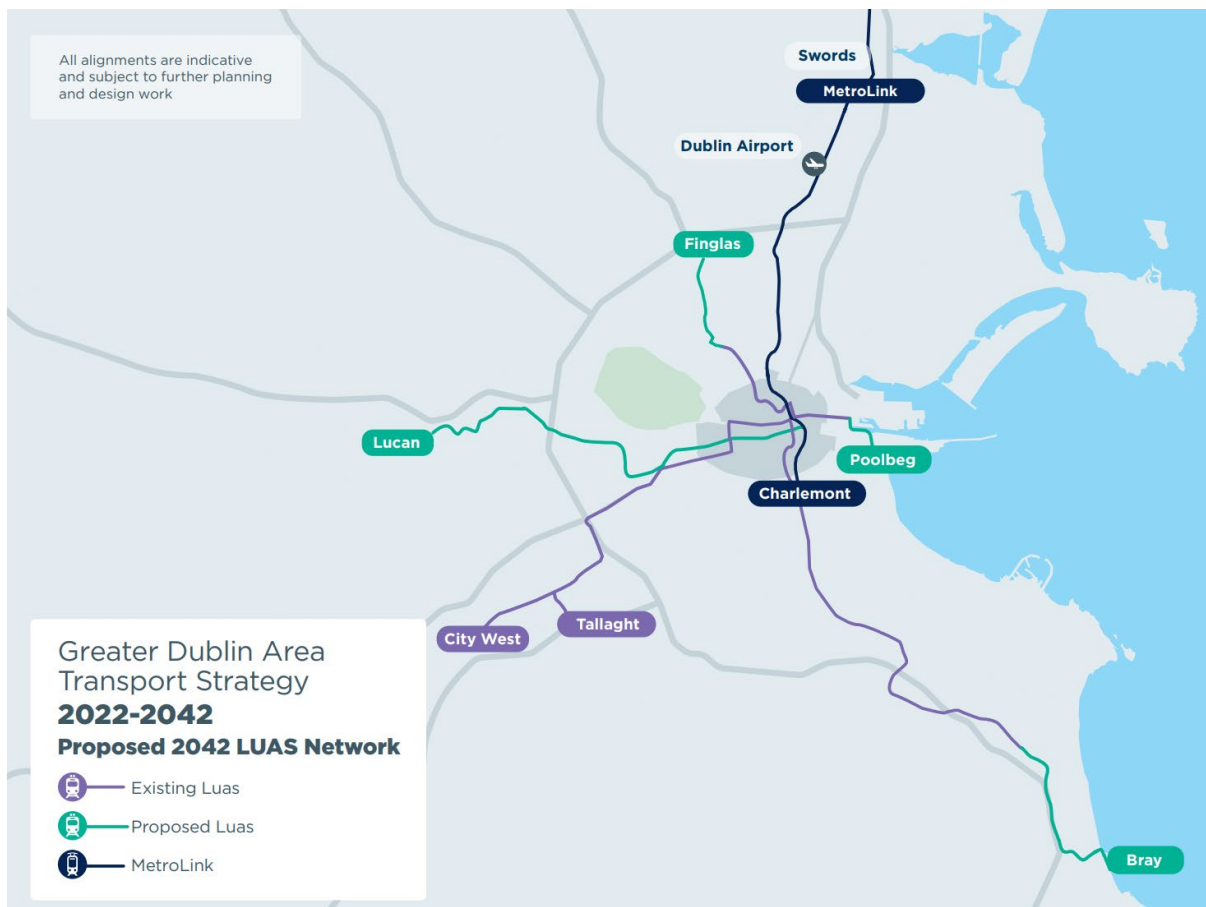 All alignments are indicative
and subject to further planning
and design work
Swords
MetroLink
Dublin Airport
Finglas
Lucan
Poolbeg
Charlemont
Tallaght
City West
Bray
Greater Dublin Area
Transport Strategy
2022-2042
Proposed 2042 LUAS Network
Existing Luas
Proposed Luas
MetroLink